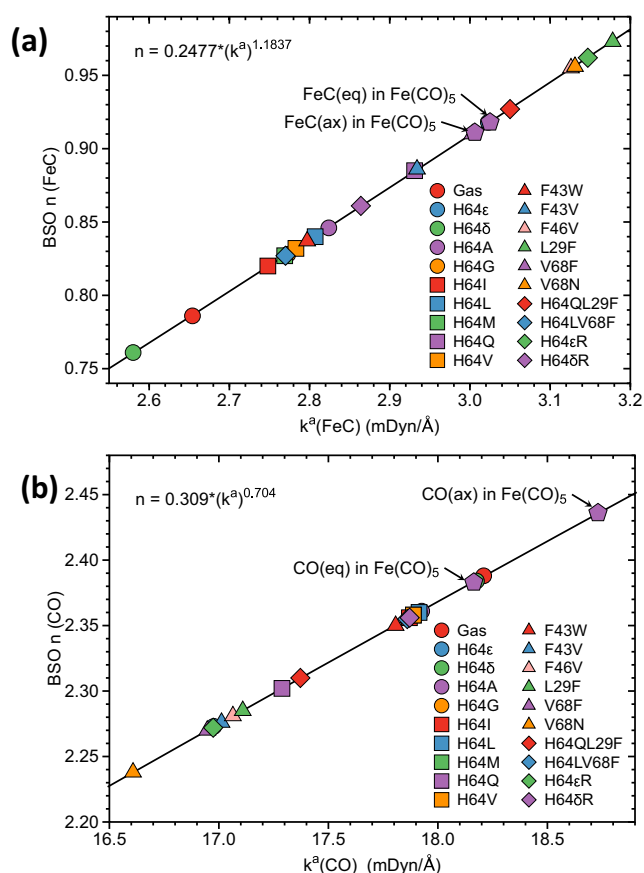 (a)
n = 0.2477*(k^a)^1.1837
FeC(eq) in Fe(CO)₅
FeC(ax) in Fe(CO)₅
BSO n (FeC)
0.95
0.90
0.85
0.80
0.75
Gas F43W
H64ε F43V
H64δ F46V
H64A L29F
H64G V68F
H64I V68N
H64L H64QL29F
H64M H64LV68F
H64Q H64εR
H64V H64δR
2.6 2.7 2.8 2.9 3.0 3.1 3.2
k^a(FeC) (mDyn/Å)
(b)
n = 0.309*(k^a)^0.704
CO(ax) in Fe(CO)₅
CO(eq) in Fe(CO)₅
BSO n (CO)
2.45
2.40
2.35
2.30
2.25
2.20
Gas F43W
H64ε F43V
H64δ F46V
H64A L29F
H64G V68F
H64I V68N
H64L H64QL29F
H64M H64LV68F
H64Q H64εR
H64V H64δR
16.5 17.0 17.5 18.0 18.5
k^a(CO) (mDyn/Å)